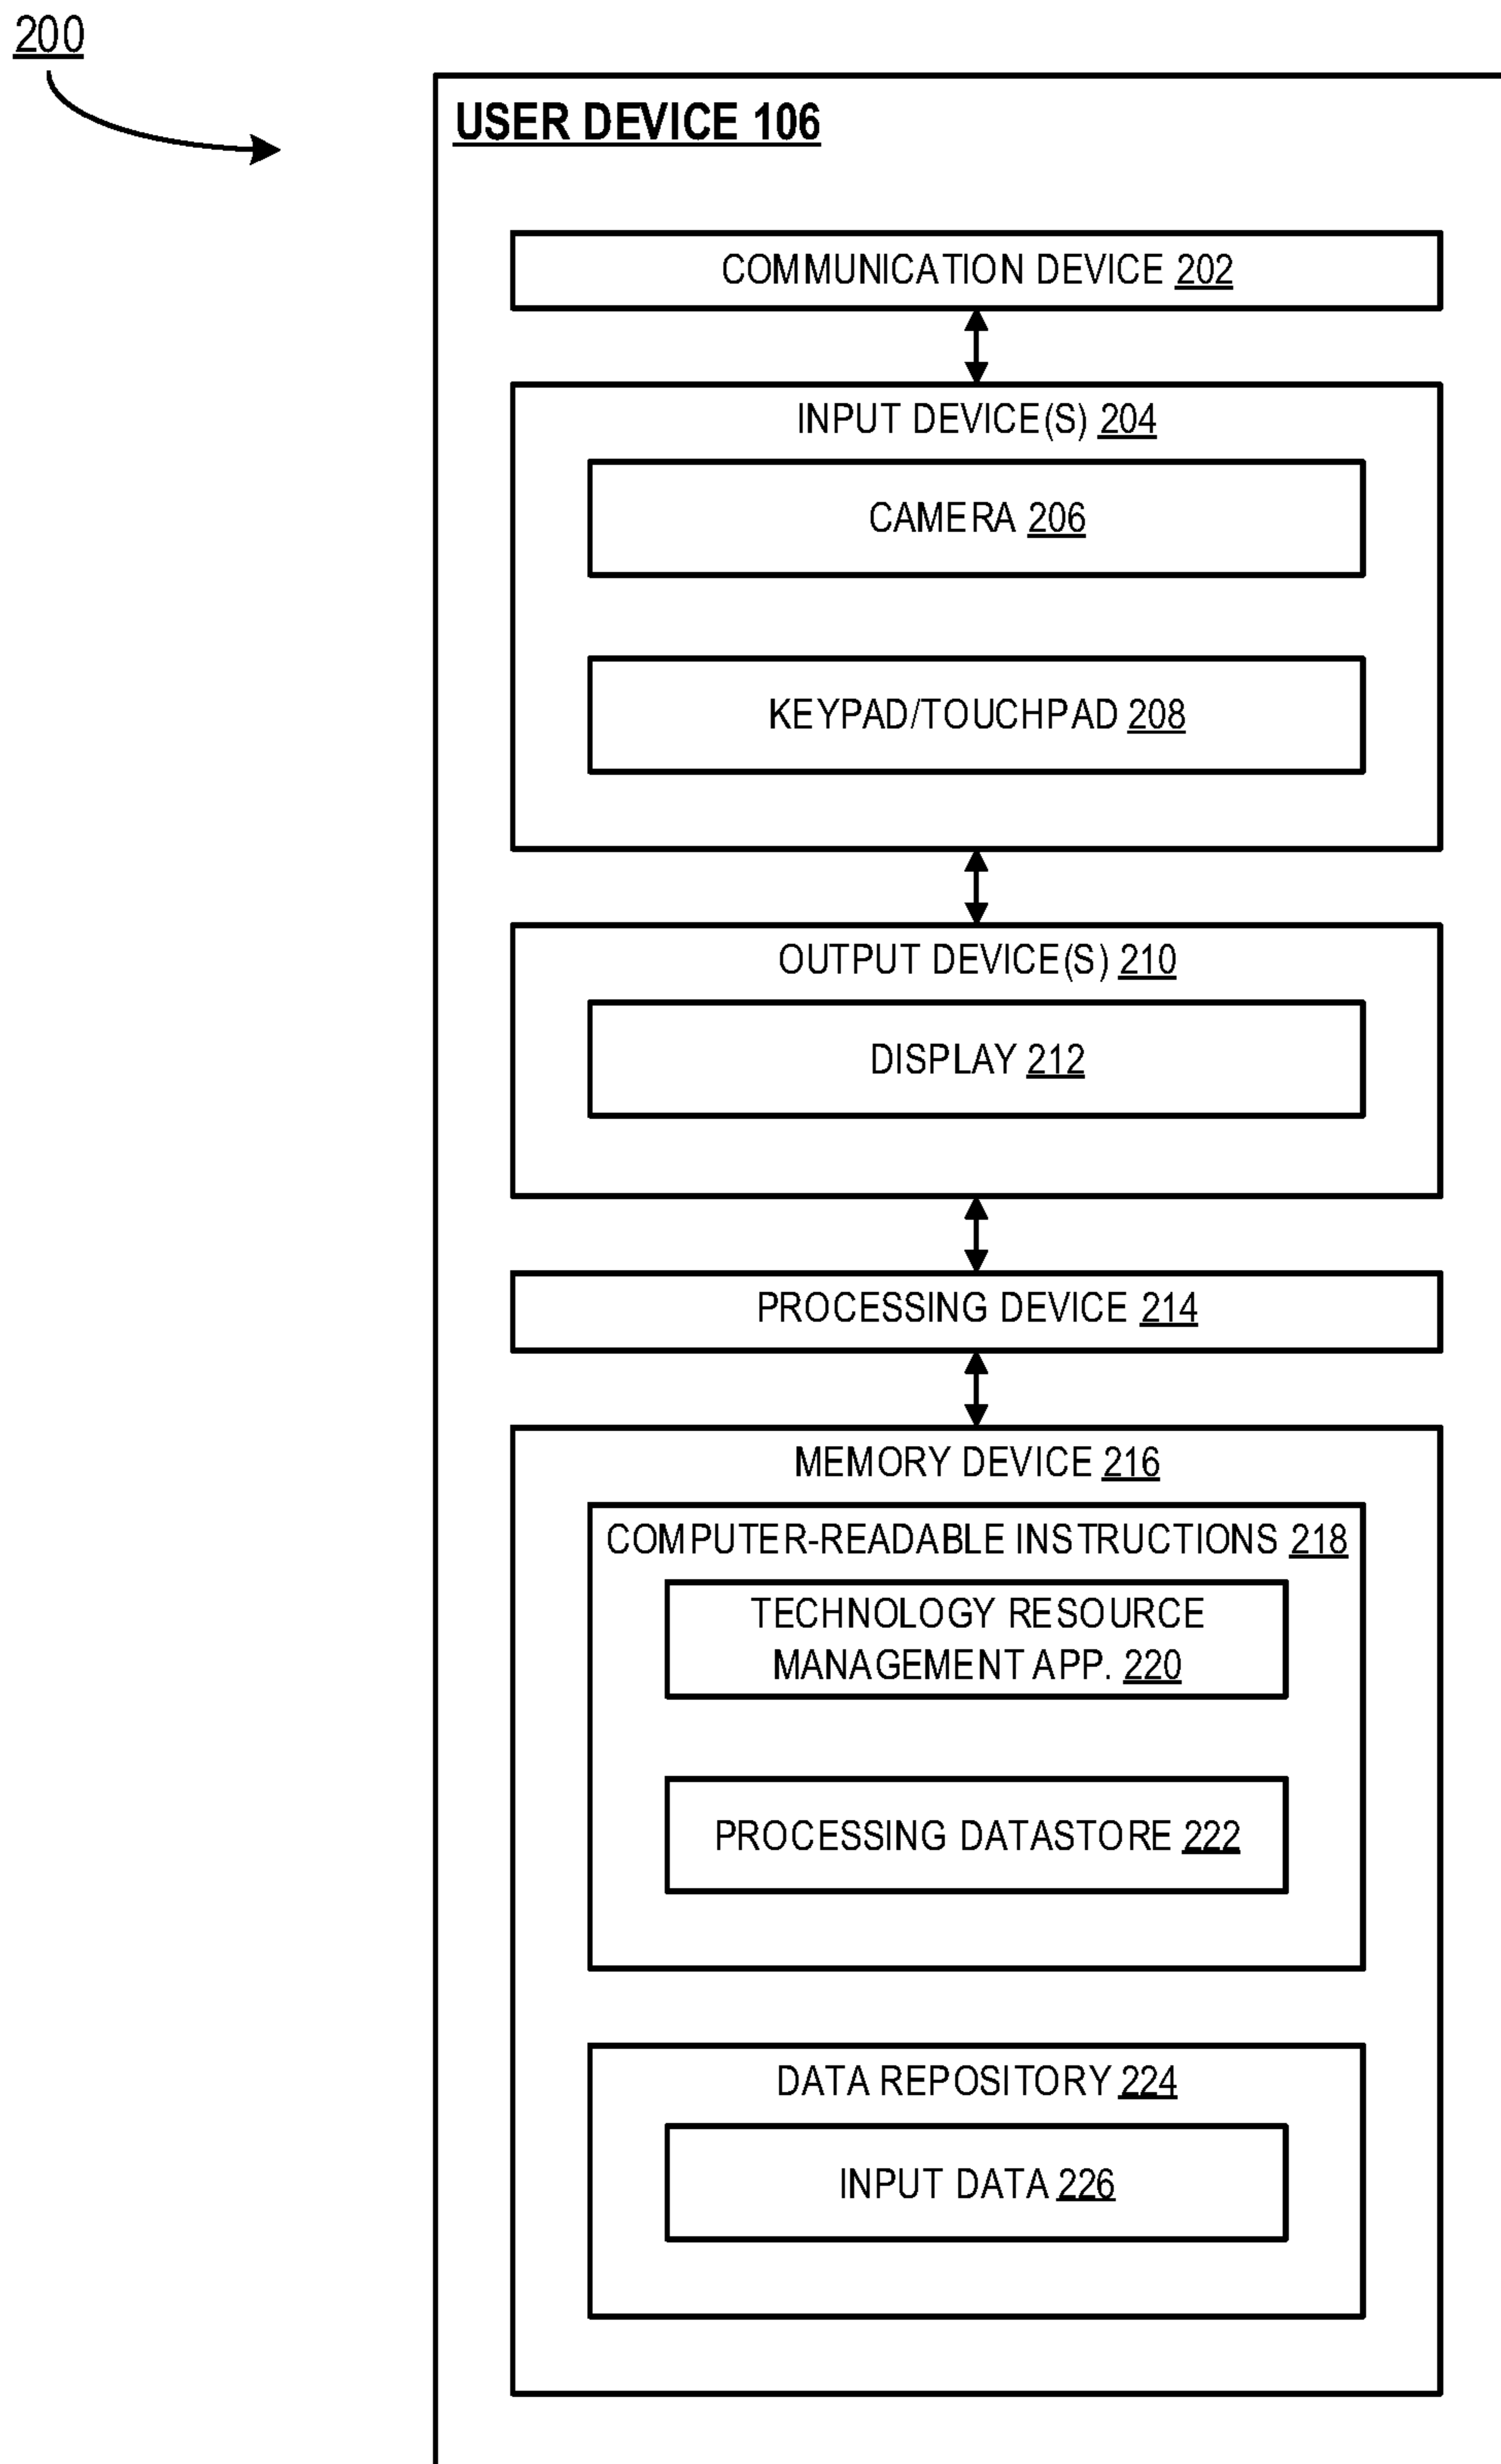 200
USER DEVICE 106
COMMUNICATION DEVICE 202
INPUT DEVICE(S) 204
CAMERA 206
KEYPAD/TOUCHPAD 208
OUTPUT DEVICE(S) 210
DISPLAY 212
PROCESSING DEVICE 214
MEMORY DEVICE 216
COMPUTER-READABLE INSTRUCTIONS 218
TECHNOLOGY RESOURCE
MANAGEMENT APP. 220
PROCESSING DATASTORE 222
DATA REPOSITORY 224
INPUT DATA 226